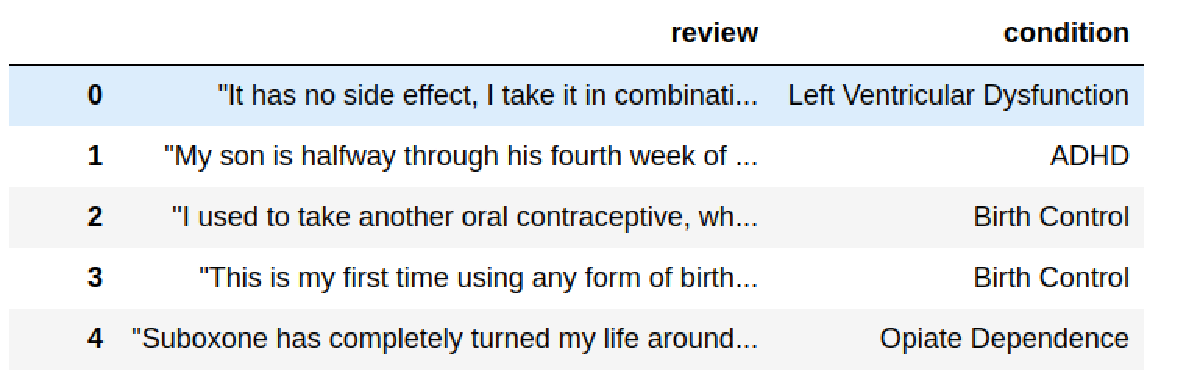 review condition
0 "It has no side effect, I take it in combinati... Left Ventricular Dysfunction
1 "My son is halfway through his fourth week of ... ADHD
2 "I used to take another oral contraceptive, wh... Birth Control
3 "This is my first time using any form of birth... Birth Control
4 "Suboxone has completely turned my life around... Opiate Dependence